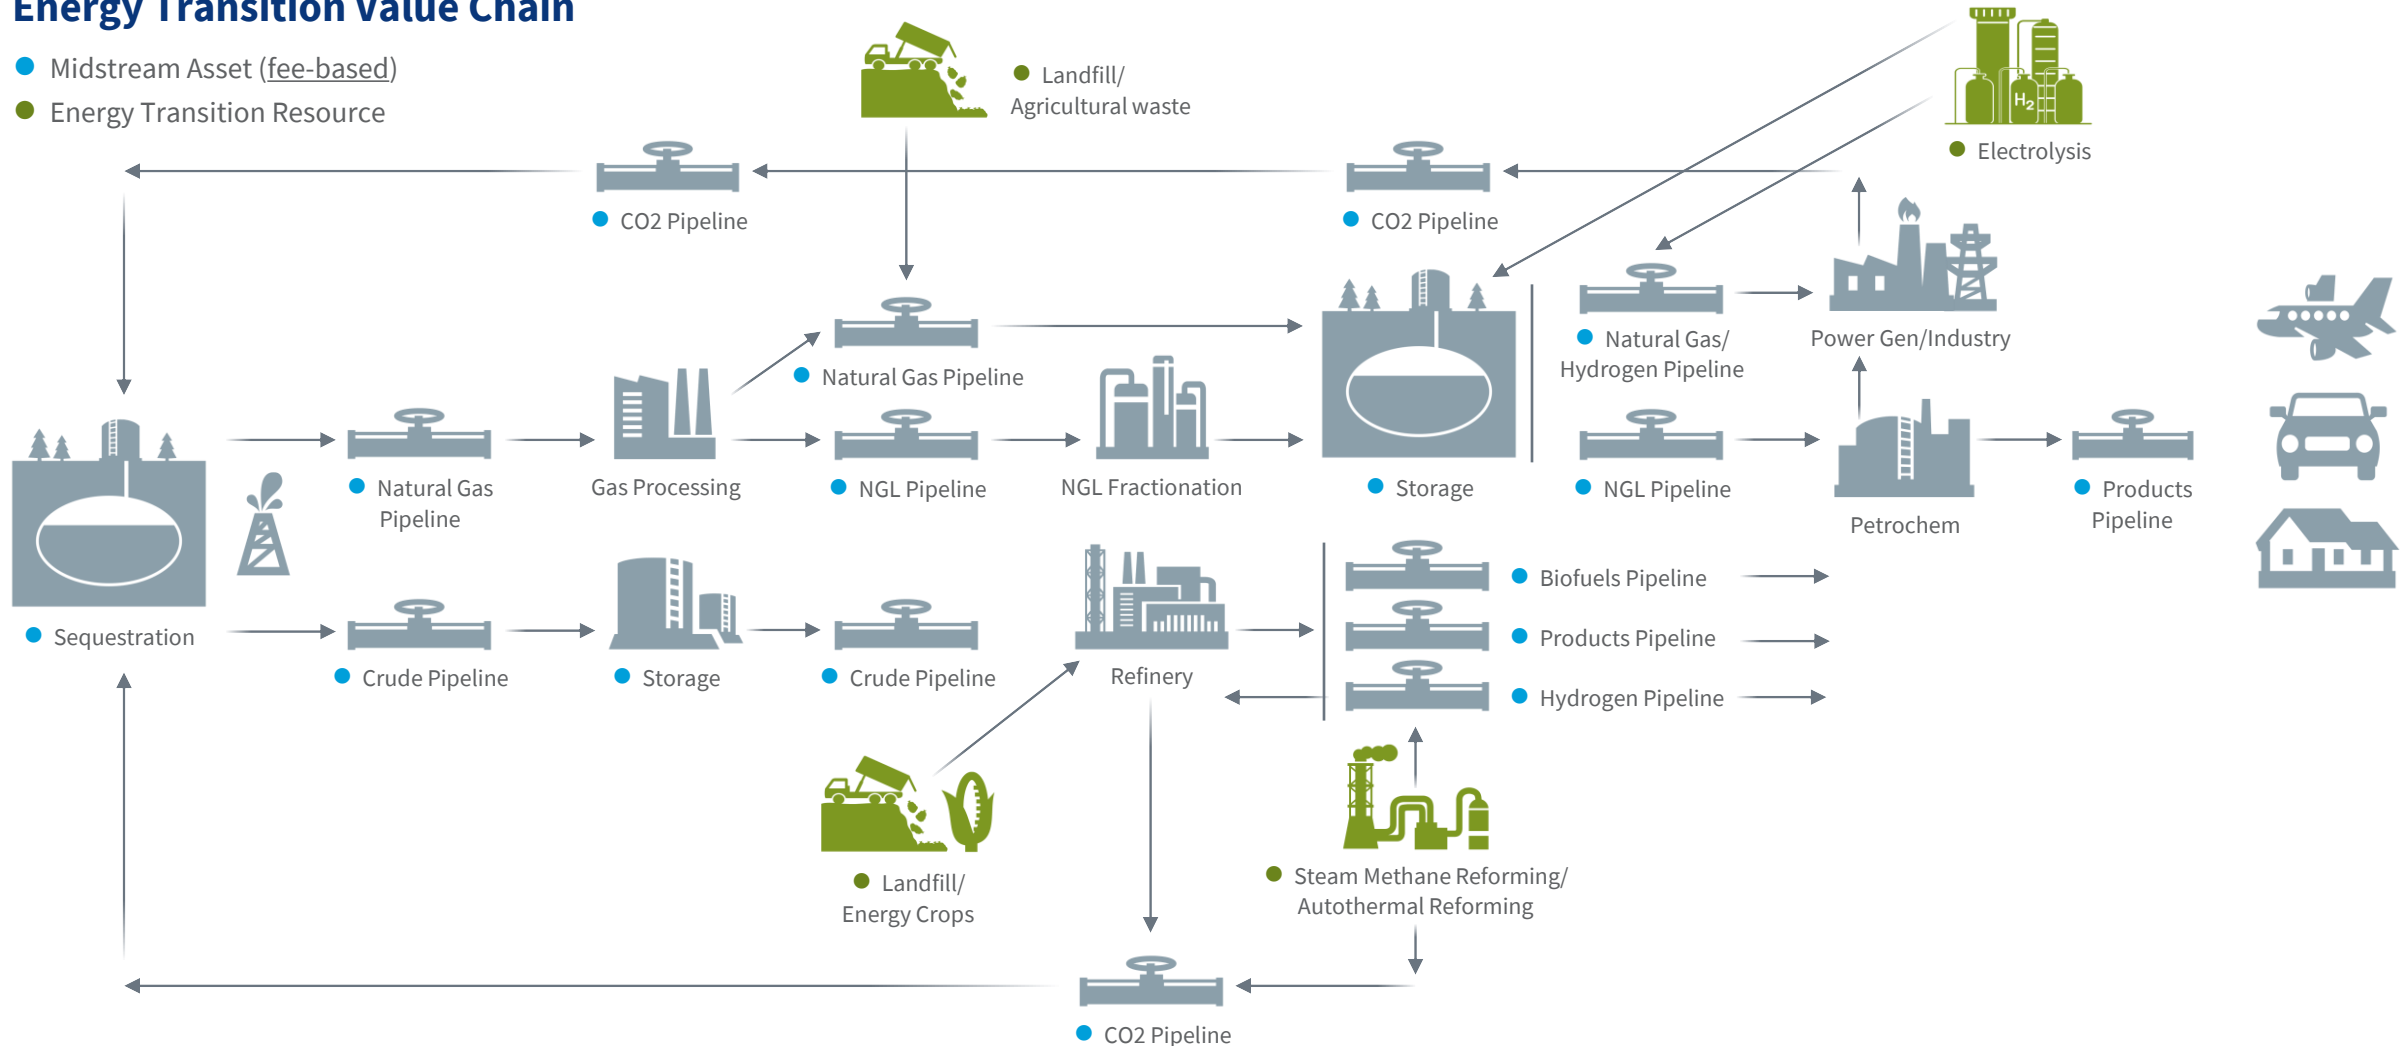 Energy Transition Value Chain
Midstream Asset (fee-based)
Energy Transition Resource
Landfill/
Agricultural waste
H2
Electrolysis
CO2 Pipeline
CO2 Pipeline
Natural Gas Pipeline
Natural Gas/
Hydrogen Pipeline
Power Gen/Industry
Natural Gas
Pipeline
Gas Processing
NGL Pipeline
NGL Fractionation
Storage
NGL Pipeline
Petrochem
Products
Pipeline
Sequestration
Crude Pipeline
Storage
Crude Pipeline
Refinery
Biofuels Pipeline
Products Pipeline
Hydrogen Pipeline
Landfill/
Energy Crops
Steam Methane Reforming/
Autothermal Reforming
CO2 Pipeline